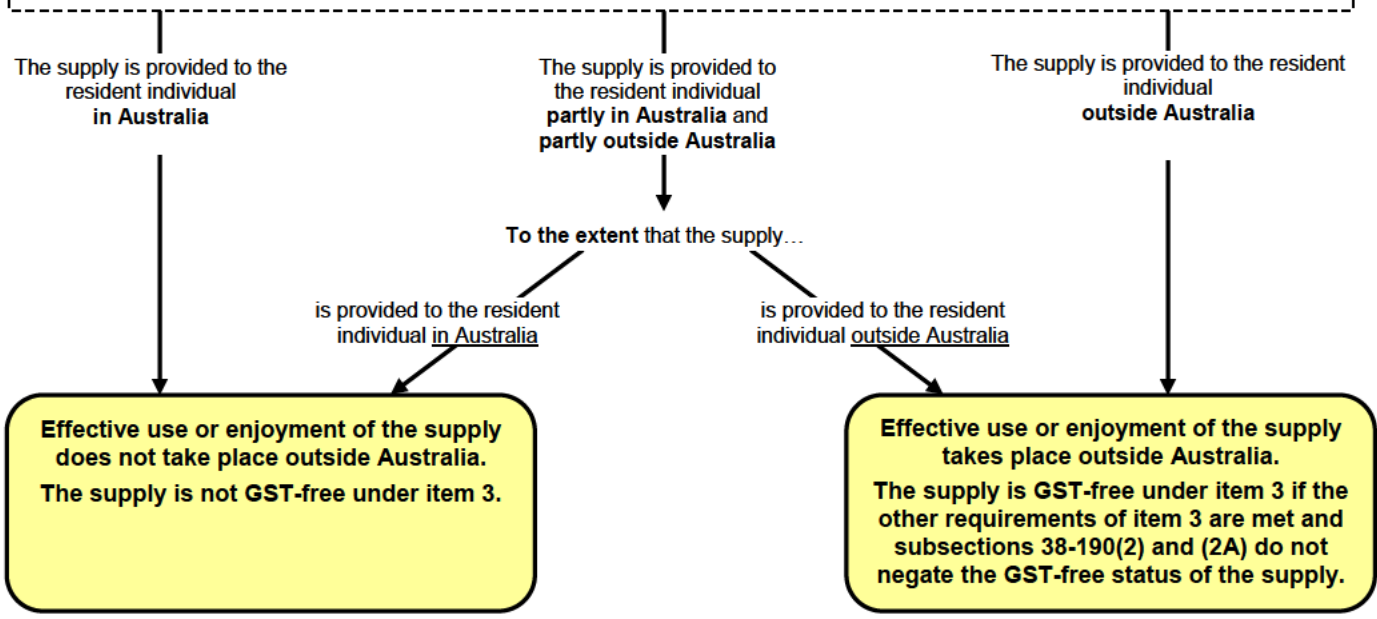 The supply is provided to the
resident individual
in Australia
The supply is provided to
the resident individual
partly in Australia and
partly outside Australia
The supply is provided to the resident
individual
outside Australia
To the extent that the supply…
is provided to the resident
individual in Australia
is provided to the resident
individual outside Australia
Effective use or enjoyment of the supply
does not take place outside Australia.
The supply is not GST-free under item 3.
Effective use or enjoyment of the supply
takes place outside Australia.
The supply is GST-free under item 3 if the
other requirements of item 3 are met and
subsections 38-190(2) and (2A) do not
negate the GST-free status of the supply.